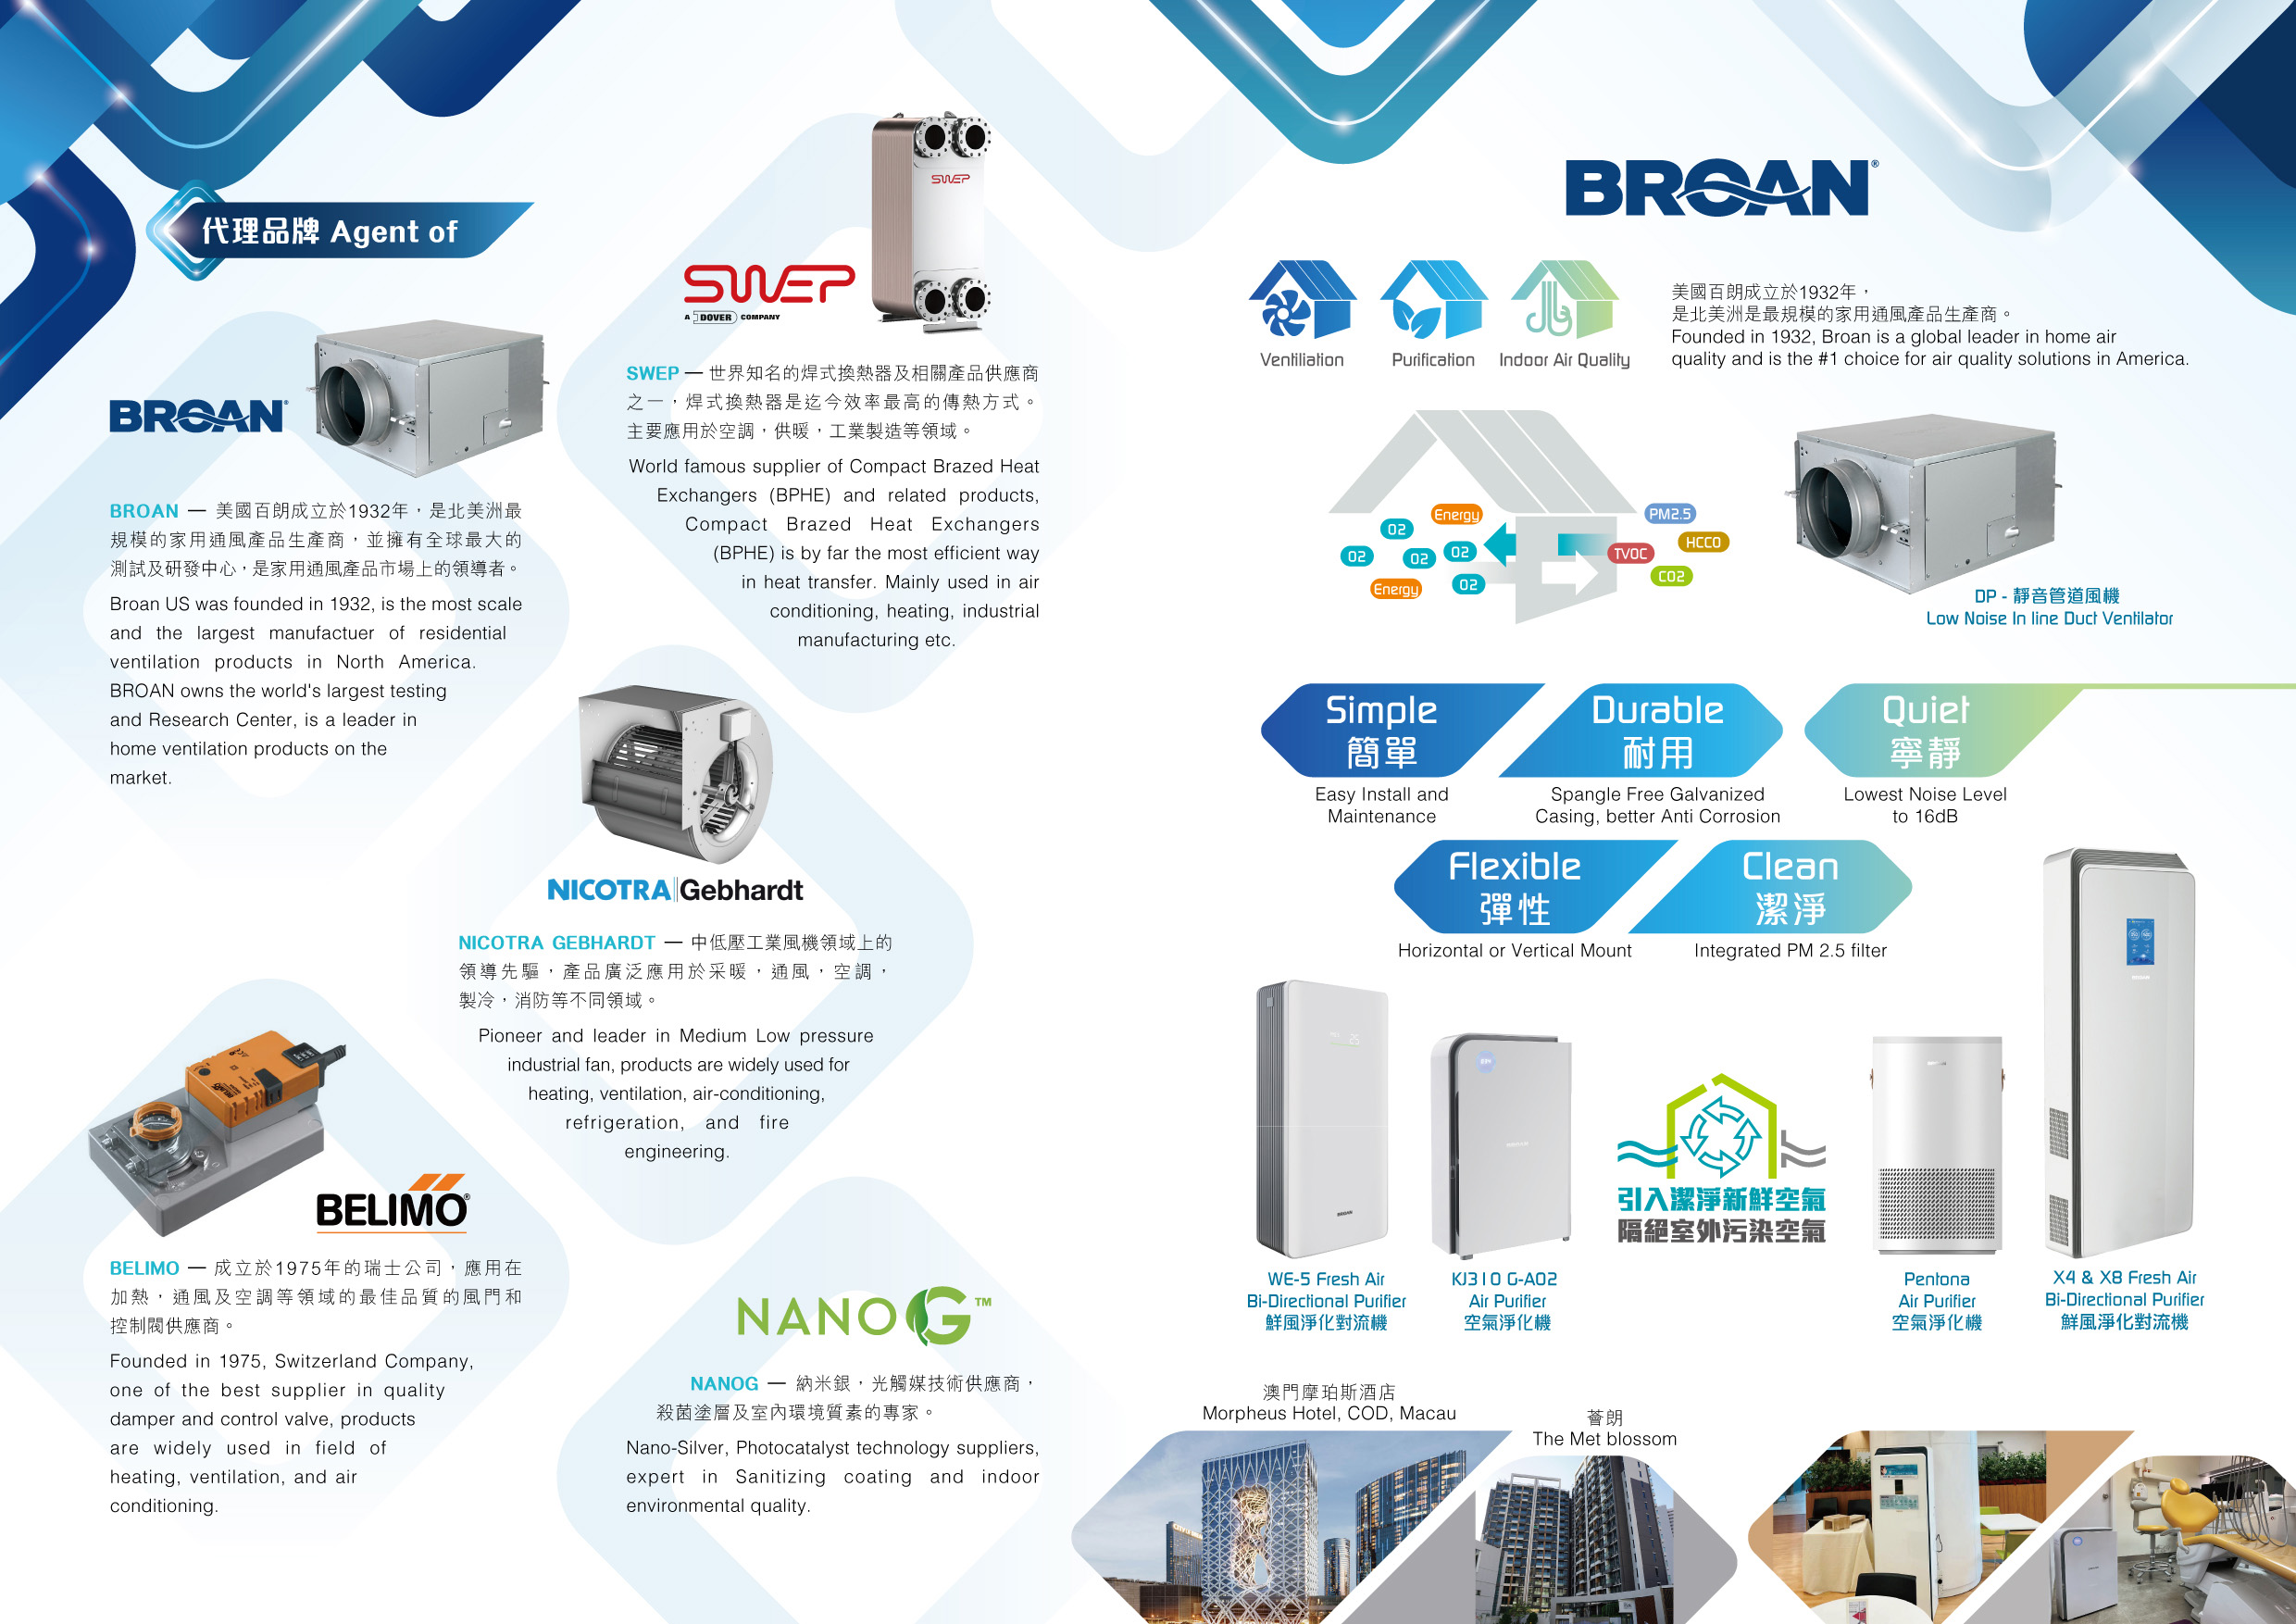 代理品牌 Agent of
BROAN®
BROAN — 美國百朗成立於1932年，是北美洲最
規模的家用通風產品生產商，並擁有全球最大的
測試及研發中心，是家用通風產品市場上的領導者。
Broan US was founded in 1932, is the most scale
and the largest manufactuer of residential
ventilation products in North America.
BROAN owns the world's largest testing
and Research Center, is a leader in
home ventilation products on the
market.
SWEP
SWEP
A DOVER COMPANY
SWEP — 世界知名的焊式換熱器及相關產品供應商
之一，焊式換熱器是迄今效率最高的傳熱方式。
主要應用於空調，供暖，工業製造等領域。
World famous supplier of Compact Brazed Heat
Exchangers (BPHE) and related products,
Compact Brazed Heat Exchangers
(BPHE) is by far the most efficient way
in heat transfer. Mainly used in air
conditioning, heating, industrial
manufacturing etc.
NICOTRA Gebhardt
NICOTRA GEBHARDT — 中低壓工業風機領域上的
領導先驅，產品廣泛應用於采暖，通風，空調，
製冷，消防等不同領域。
Pioneer and leader in Medium Low pressure
industrial fan, products are widely used for
heating, ventilation, air-conditioning,
refrigeration, and fire
engineering.
BELIMO®
BELIMO — 成立於1975年的瑞士公司，應用在
加熱，通風及空調等領域的最佳品質的風門和
控制閥供應商。
Founded in 1975, Switzerland Company,
one of the best supplier in quality
damper and control valve, products
are widely used in field of
heating, ventilation, and air
conditioning.
NANOG™
NANOG — 納米銀，光觸媒技術供應商，
殺菌塗層及室內環境質素的專家。
Nano-Silver, Photocatalyst technology suppliers,
expert in Sanitizing coating and indoor
environmental quality.
BROAN®
Ventiliation
Purification
Indoor Air Quality
美國百朗成立於1932年，
是北美洲是最規模的家用通風產品生產商。
Founded in 1932, Broan is a global leader in home air
quality and is the #1 choice for air quality solutions in America.
Energy
O2
O2
O2
O2
Energy
O2
PM2.5
HCCO
TVOC
CO2
DP - 靜音管道風機
Low Noise In line Duct Ventilator
Simple
簡單
Easy Install and
Maintenance
Durable
耐用
Spangle Free Galvanized
Casing, better Anti Corrosion
Quiet
寧靜
Lowest Noise Level
to 16dB
Flexible
彈性
Horizontal or Vertical Mount
Clean
潔淨
Integrated PM 2.5 filter
BROAN
引入潔淨新鮮空氣
隔絕室外污染空氣
WE-5 Fresh Air
Bi-Directional Purifier
鮮風淨化對流機
KJ310 G-A02
Air Purifier
空氣淨化機
Pentona
Air Purifier
空氣淨化機
X4 & X8 Fresh Air
Bi-Directional Purifier
鮮風淨化對流機
澳門摩珀斯酒店
Morpheus Hotel, COD, Macau
薈朗
The Met blossom